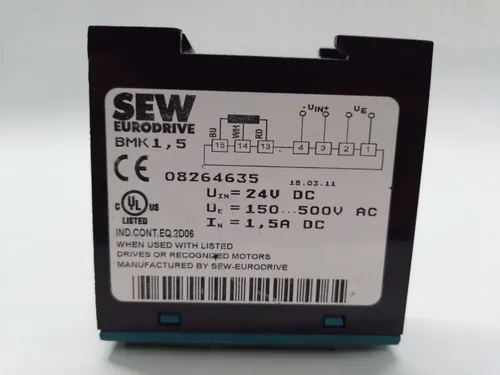 SEW
EURODRIVE
BMK 1,5
-UIN+ UE
BU WH RD
15 14 13 4 3 2 1
CE 08264635 18.03.11
C UL US
LISTED
UIN= 24V DC
UE = 150...500V AC
IN = 1,5A DC
IND.CONT.EQ.2D06
WHEN USED WITH LISTED
DRIVES OR RECOGNIZED MOTORS
MANUFACTURED BY SEW-EURODRIVE